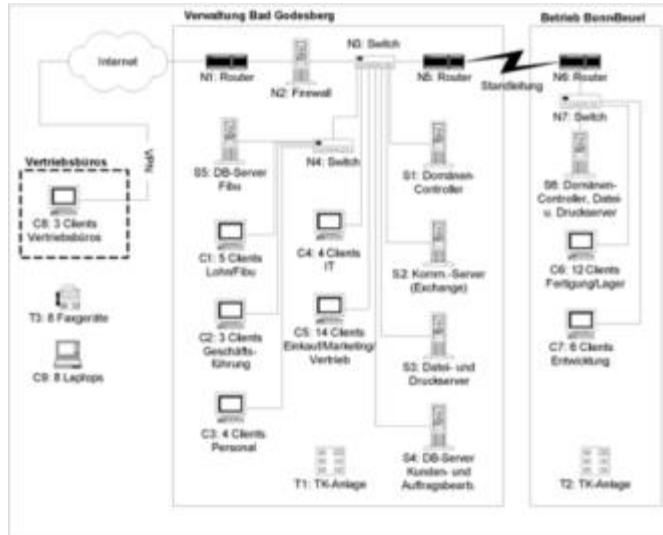 Verwaltung Bad Godesberg
Betrieb BonnBeuel
Internet
N1: Router
N2: Firewall
N3: Switch
N5: Router
Standleitung
N6: Router
N7: Switch
VPN
Vertriebsbüros
C8: 3 Clients
Vertriebsbüros
S5: DB-Server
Fibu
N4: Switch
S1: Domänen-
Controller
S6: Domänen-
Controller, Datei-
u. Druckserver
C1: 5 Clients
Lohn/Fibu
C4: 4 Clients
IT
S2: Komm.-Server
(Exchange)
C6: 12 Clients
Fertigung/Lager
T3: 8 Faxgeräte
C2: 3 Clients
Geschäfts-
führung
C5: 14 Clients
Einkauf/Marketing/
Vertrieb
S3: Datei- und
Druckserver
C7: 6 Clients
Entwicklung
C9: 8 Laptops
C3: 4 Clients
Personal
S4: DB-Server
Kunden- und
Auftragsbearb.
T1: TK-Anlage
T2: TK-Anlage